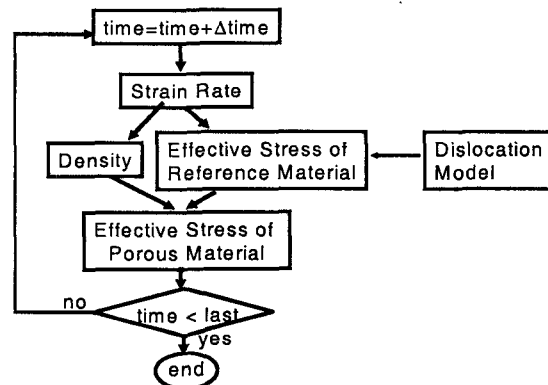 time=time+Δtime
Strain Rate
Density
Effective Stress of
Reference Material
Dislocation
Model
Effective Stress of
Porous Material
no
time < last
yes
end